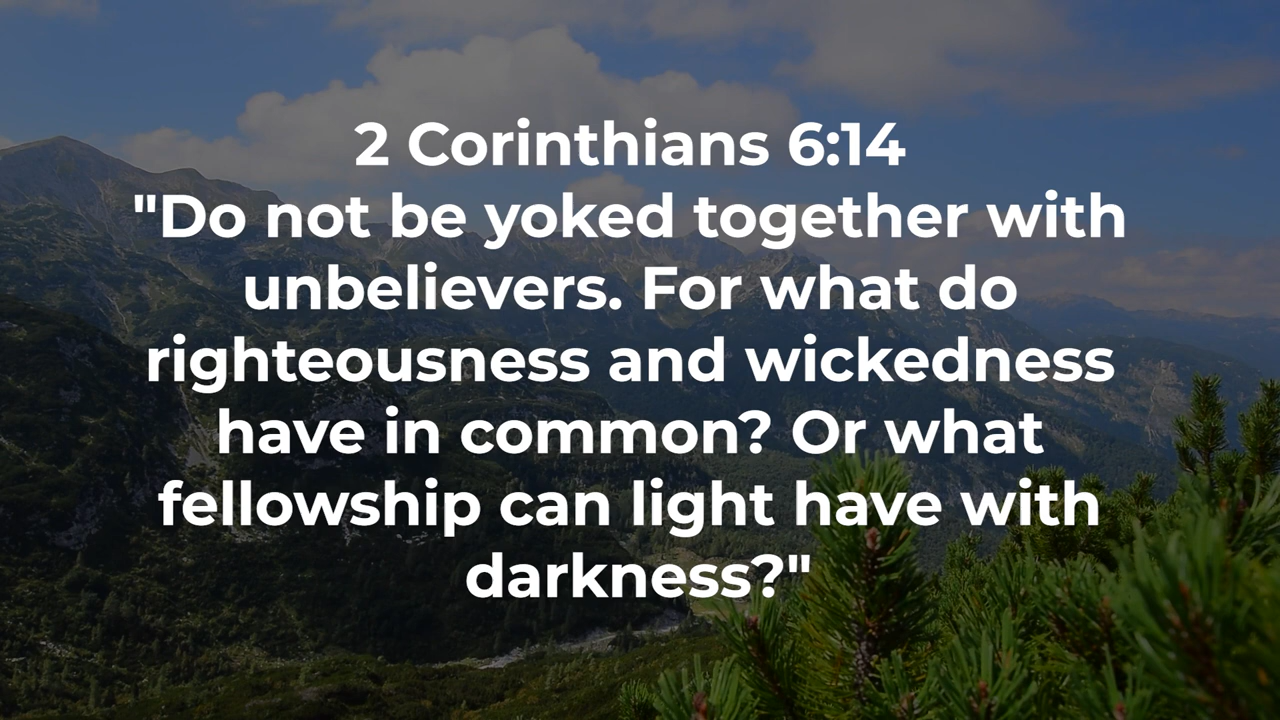 2 Corinthians 6:14
"Do not be yoked together with
unbelievers. For what do
righteousness and wickedness
have in common? Or what
fellowship can light have with
darkness?"